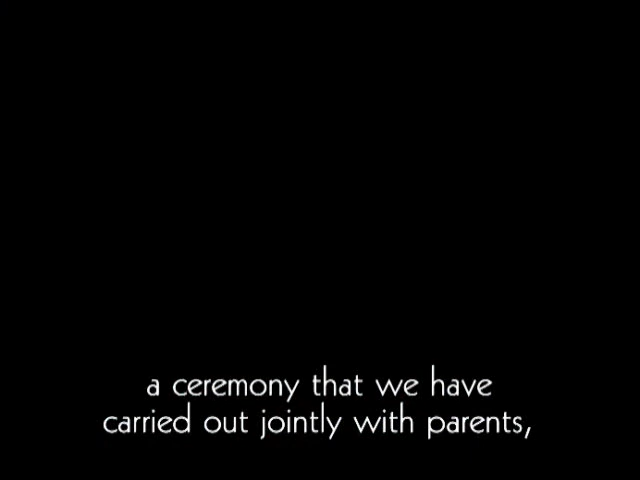 a ceremony that we have
carried out jointly with parents,